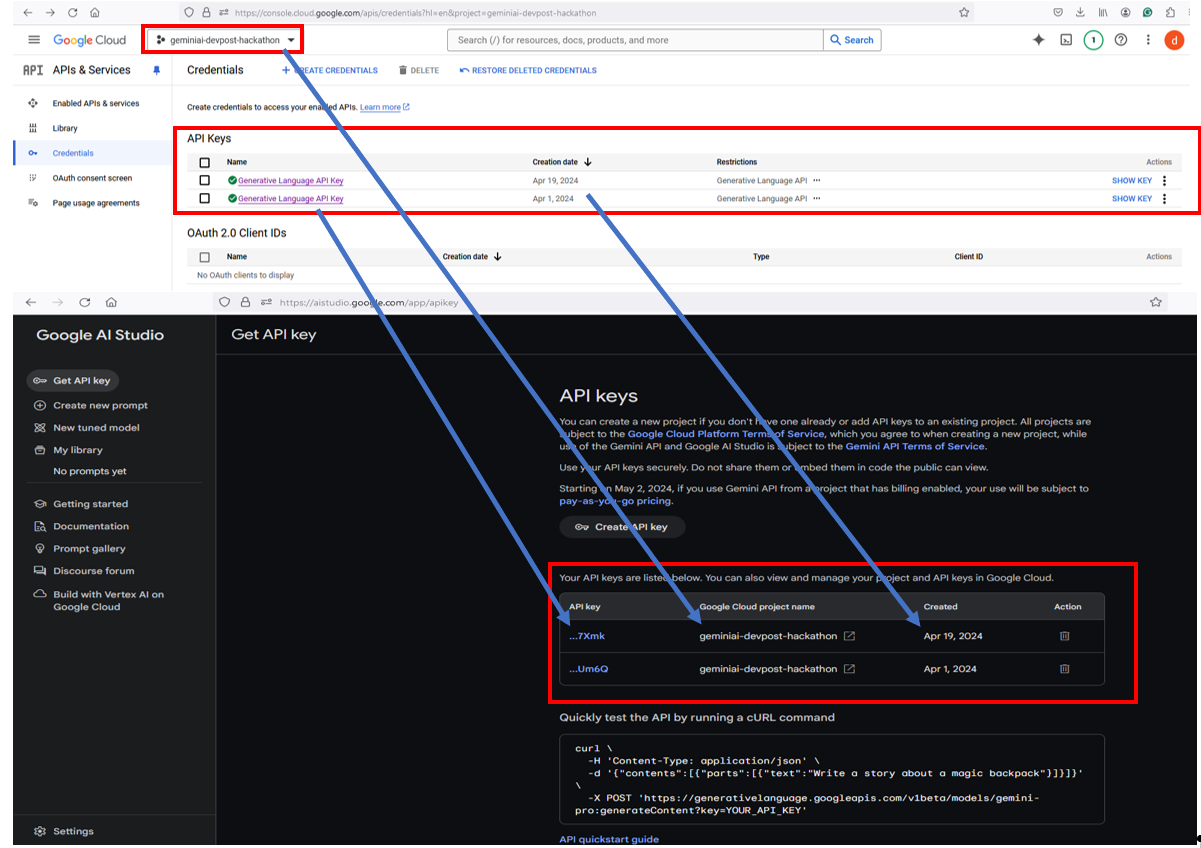 https://console.cloud.google.com/apis/credentials?hl=en&project=geminiai-devpost-hackathon
Google Cloud
geminiai-devpost-hackathon
Search (/) for resources, docs, products, and more
Search
1
d
API APIs & Services
Enabled APIs & services
Library
Credentials
OAuth consent screen
Page usage agreements
Credentials
+ CREATE CREDENTIALS
DELETE
RESTORE DELETED CREDENTIALS
Create credentials to access your enabled APIs. Learn more
API Keys
Name Creation date Restrictions Actions
Generative Language API Key Apr 19, 2024 Generative Language API ... SHOW KEY
Generative Language API Key Apr 1, 2024 Generative Language API ... SHOW KEY
OAuth 2.0 Client IDs
Name Creation date Type Client ID Actions
No OAuth clients to display
https://aistudio.google.com/app/apikey
Google AI Studio
Get API key
Create new prompt
New tuned model
My library
No prompts yet
Getting started
Documentation
Prompt gallery
Discourse forum
Build with Vertex AI on
Google Cloud
Settings
Get API key
API keys
You can create a new project if you don't have one already or add API keys to an existing project. All projects are
subject to the Google Cloud Platform Terms of Service, which you agree to when creating a new project, while
use of the Gemini API and Google AI Studio is subject to the Gemini API Terms of Service.
Use your API keys securely. Do not share them or embed them in code the public can view.
Starting on May 2, 2024, if you use Gemini API from a project that has billing enabled, your use will be subject to
pay-as-you-go pricing.
Create API key
Your API keys are listed below. You can also view and manage your project and API keys in Google Cloud.
API key Google Cloud project name Created Action
...7Xmk geminiai-devpost-hackathon Apr 19, 2024
...Um6Q geminiai-devpost-hackathon Apr 1, 2024
Quickly test the API by running a cURL command
curl \
-H 'Content-Type: application/json' \
-d '{"contents":[{"parts":[{"text":"Write a story about a magic backpack"}]}]}'
\
-X POST 'https://generativelanguage.googleapis.com/v1beta/models/gemini-
pro:generateContent?key=YOUR_API_KEY'
API quickstart guide